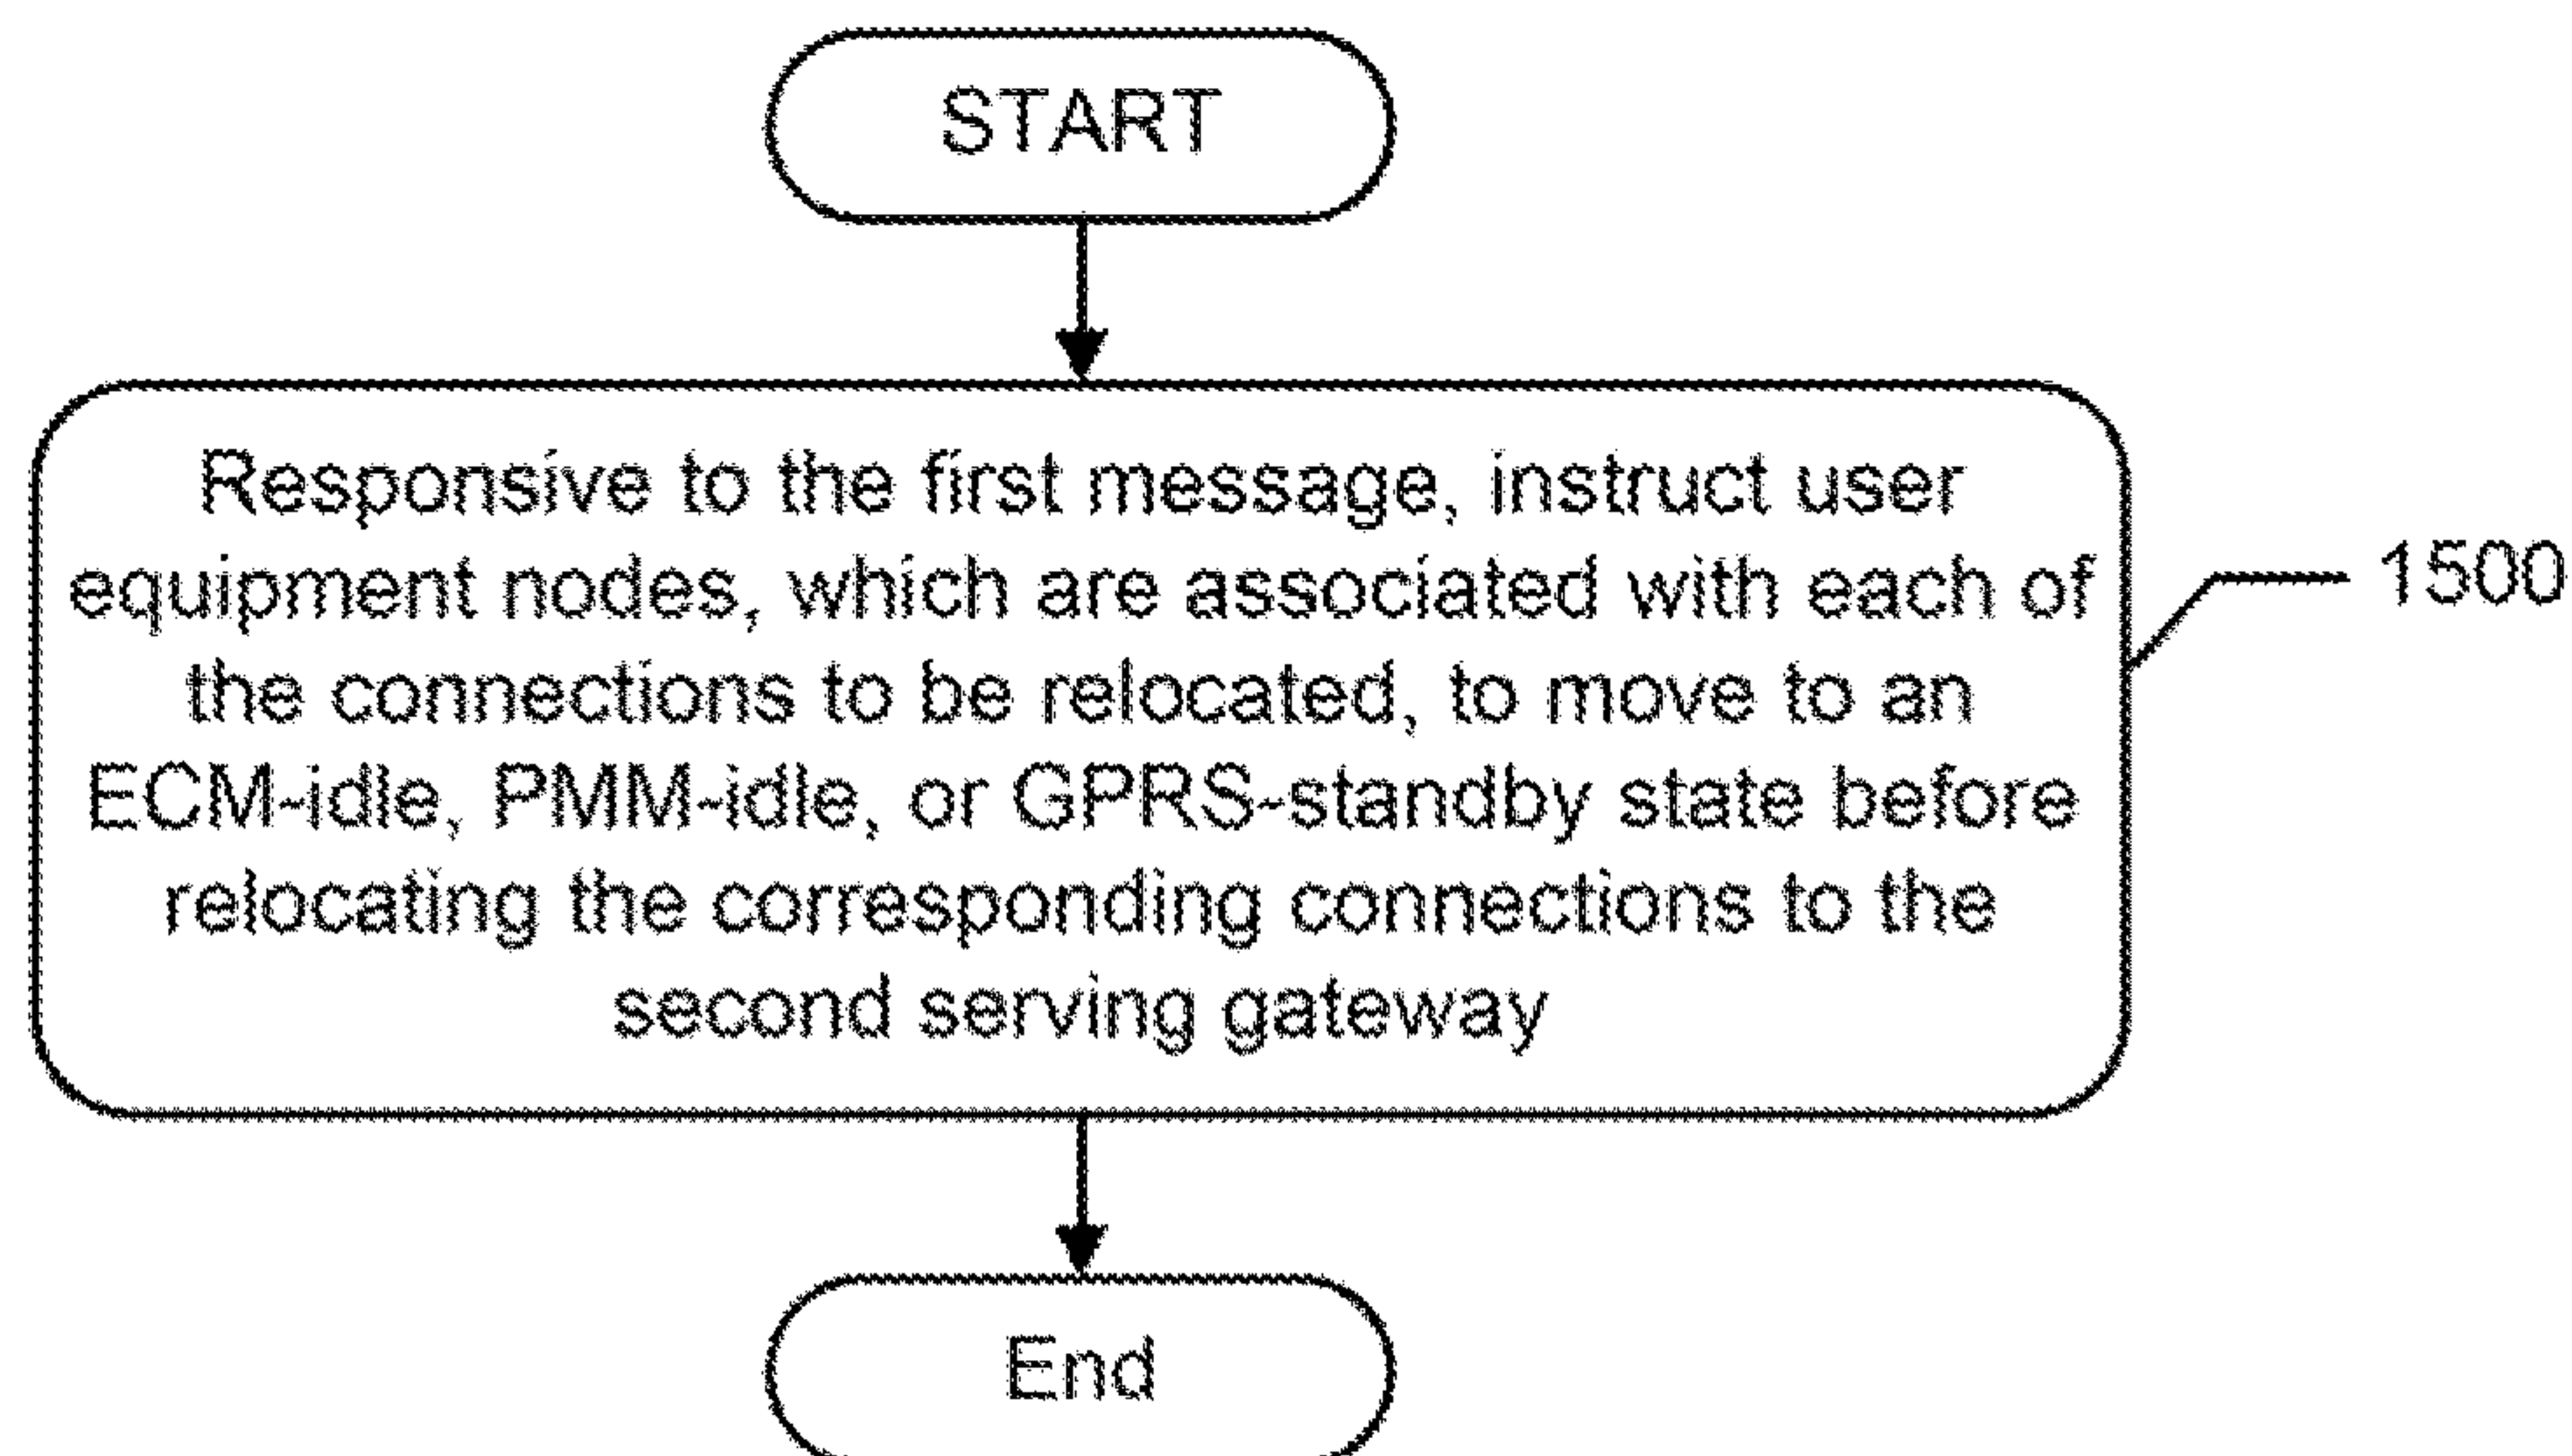 START
Responsive to the first message, instruct user
equipment nodes, which are associated with each of
the connections to be relocated, to move to an
ECM-idle, PMM-idle, or GPRS-standby state before
relocating the corresponding connections to the
second serving gateway
1500
End